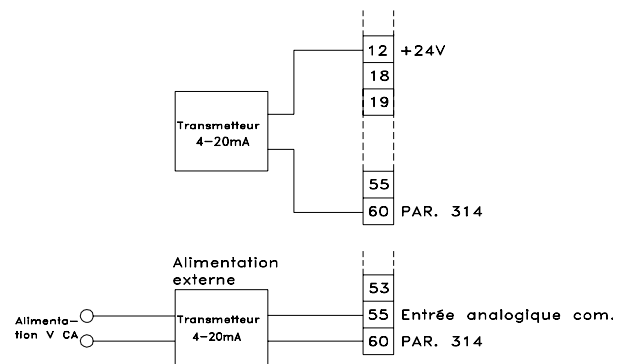 12 +24V
18
19
Transmetteur
4–20mA
55
60 PAR. 314
Alimentation
externe
53
Alimenta–
tion V CA
Transmetteur
4–20mA
55 Entrée analogique com.
60 PAR. 314